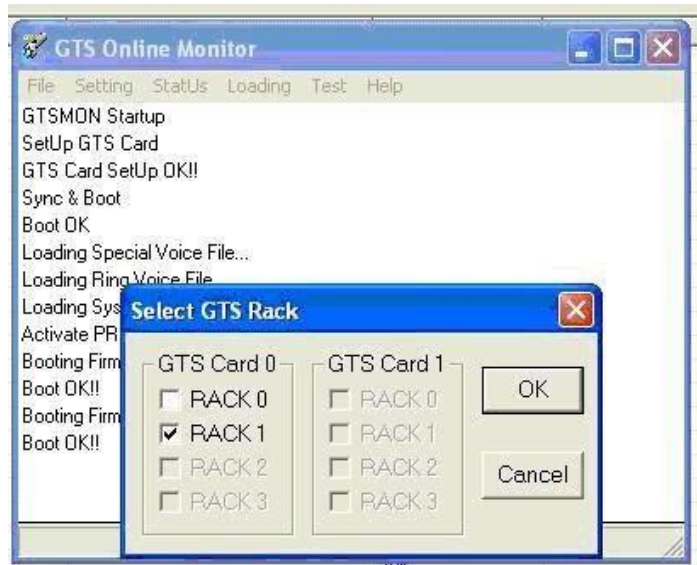 GTS Online Monitor
File Setting StatUs Loading Test Help
GTSMON Startup
SetUp GTS Card
GTS Card SetUp OK!!
Sync & Boot
Boot OK
Loading Special Voice File...
Loading Ring Voice File
Loading Sys
Activate PR
Booting Firm
Boot OK!!
Booting Firm
Boot OK!!
Select GTS Rack
GTS Card 0
RACK 0
RACK 1
RACK 2
RACK 3
GTS Card 1
RACK 0
RACK 1
RACK 2
RACK 3
OK
Cancel